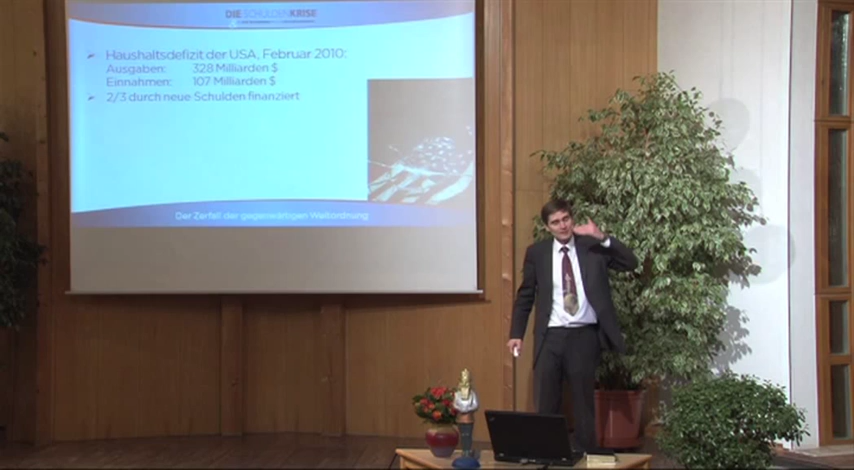 DIE SCHULDENKRISE
Haushaltsdefizit der USA, Februar 2010:
Ausgaben: 328 Milliarden $
Einnahmen: 107 Milliarden $
2/3 durch neue Schulden finanziert
Der Zerfall der gegenwärtigen Weltordnung